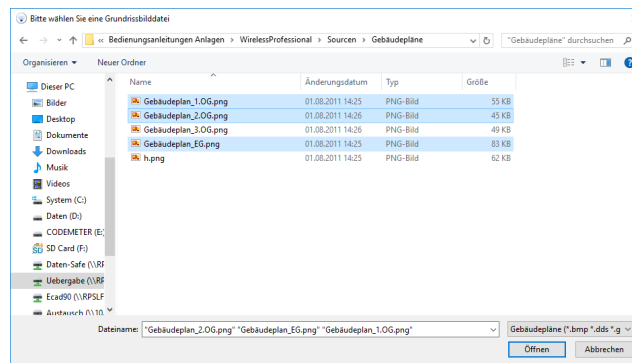 Bitte wählen Sie eine Grundrissbilddatei
« Bedienungsanleitungen Anlagen > WirelessProfessional > Sourcen > Gebäudepläne
"Gebäudepläne" durchsuchen
Organisieren Neuer Ordner
Name Änderungsdatum Typ Größe
Dieser PC
Bilder
Desktop
Dokumente
Downloads
Musik
Videos
System (C:)
Daten (D:)
CODEMETER (E:)
SD Card (F:)
Daten-Safe (\\RP
Uebergabe (\\RP
Ecad90 (\\RPSLF
Austausch (\\10.
Gebäudeplan_1.OG.png 01.08.2011 14:25 PNG-Bild 55 KB
Gebäudeplan_2.OG.png 01.08.2011 14:26 PNG-Bild 45 KB
Gebäudeplan_3.OG.png 01.08.2011 14:26 PNG-Bild 49 KB
Gebäudeplan_EG.png 01.08.2011 14:25 PNG-Bild 83 KB
h.png 01.08.2011 14:25 PNG-Bild 62 KB
Dateiname: "Gebäudeplan_2.OG.png" "Gebäudeplan_EG.png" "Gebäudeplan_1.OG.png"
Gebäudepläne (*.bmp *.dds *.g
Öffnen Abbrechen